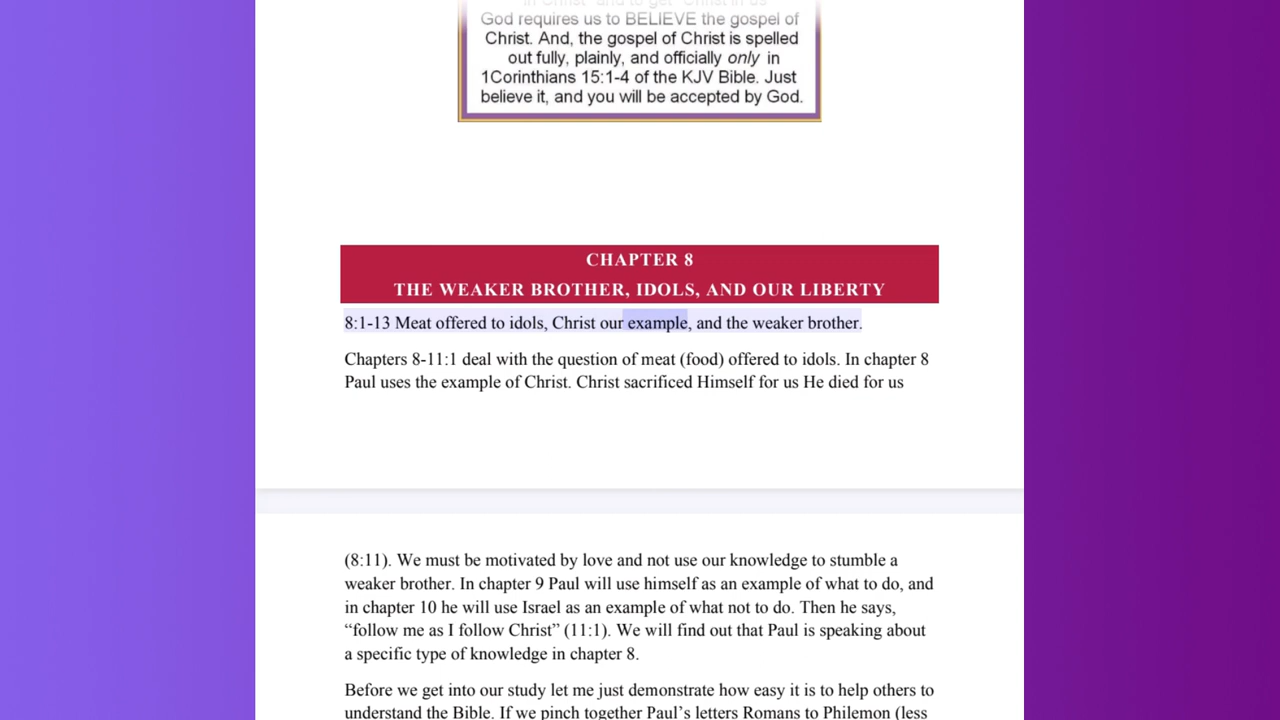 in Christ" and to get "Christ in us"
God requires us to BELIEVE the gospel of
Christ. And, the gospel of Christ is spelled
out fully, plainly, and officially only in
1Corinthians 15:1-4 of the KJV Bible. Just
believe it, and you will be accepted by God.
CHAPTER 8
THE WEAKER BROTHER, IDOLS, AND OUR LIBERTY
8:1-13 Meat offered to idols, Christ our example, and the weaker brother.
Chapters 8-11:1 deal with the question of meat (food) offered to idols. In chapter 8
Paul uses the example of Christ. Christ sacrificed Himself for us He died for us
(8:11). We must be motivated by love and not use our knowledge to stumble a
weaker brother. In chapter 9 Paul will use himself as an example of what to do, and
in chapter 10 he will use Israel as an example of what not to do. Then he says,
“follow me as I follow Christ” (11:1). We will find out that Paul is speaking about
a specific type of knowledge in chapter 8.
Before we get into our study let me just demonstrate how easy it is to help others to
understand the Bible. If we pinch together Paul’s letters Romans to Philemon (less